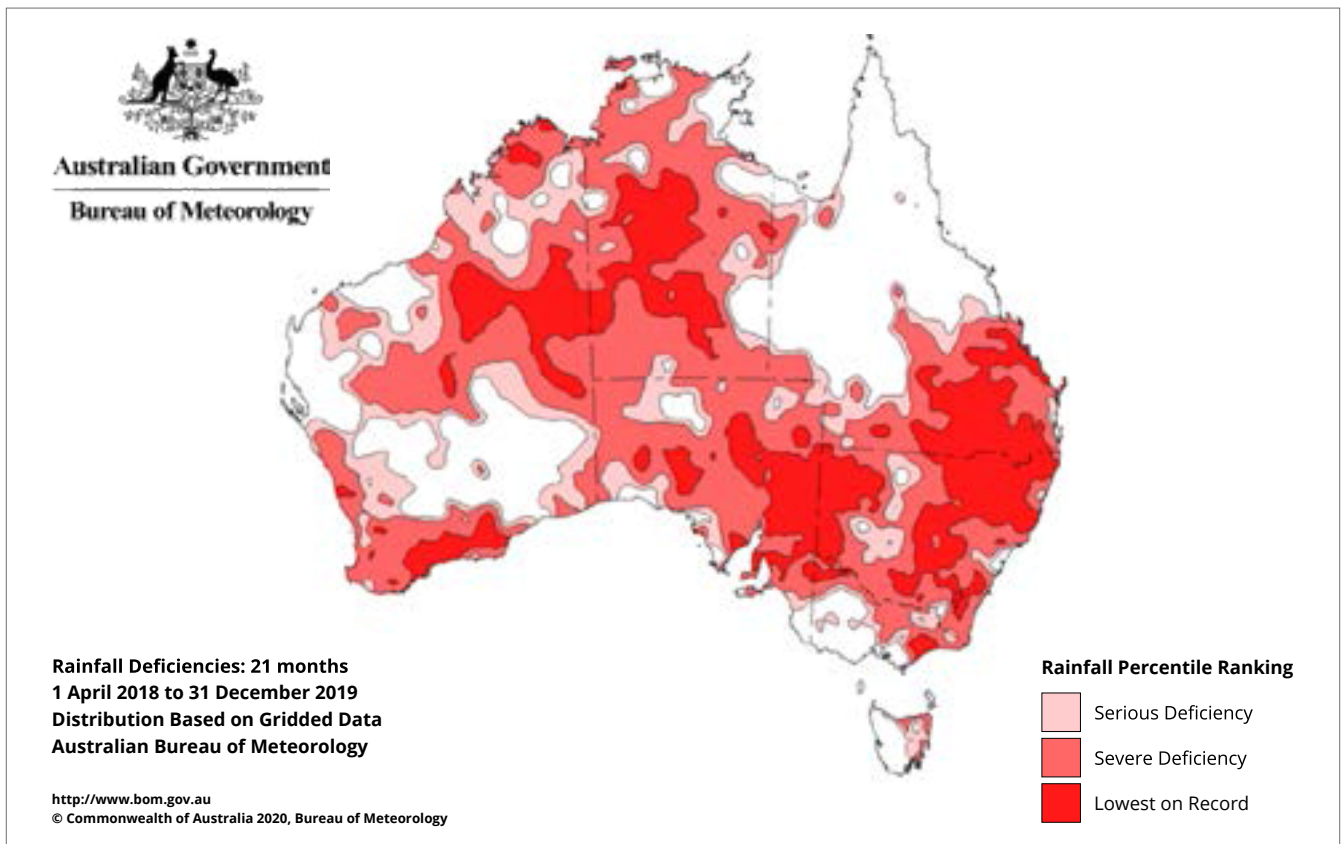 Australian Government
Bureau of Meteorology
Rainfall Deficiencies: 21 months
1 April 2018 to 31 December 2019
Distribution Based on Gridded Data
Australian Bureau of Meteorology
http://www.bom.gov.au
© Commonwealth of Australia 2020, Bureau of Meteorology
Rainfall Percentile Ranking
Serious Deficiency
Severe Deficiency
Lowest on Record